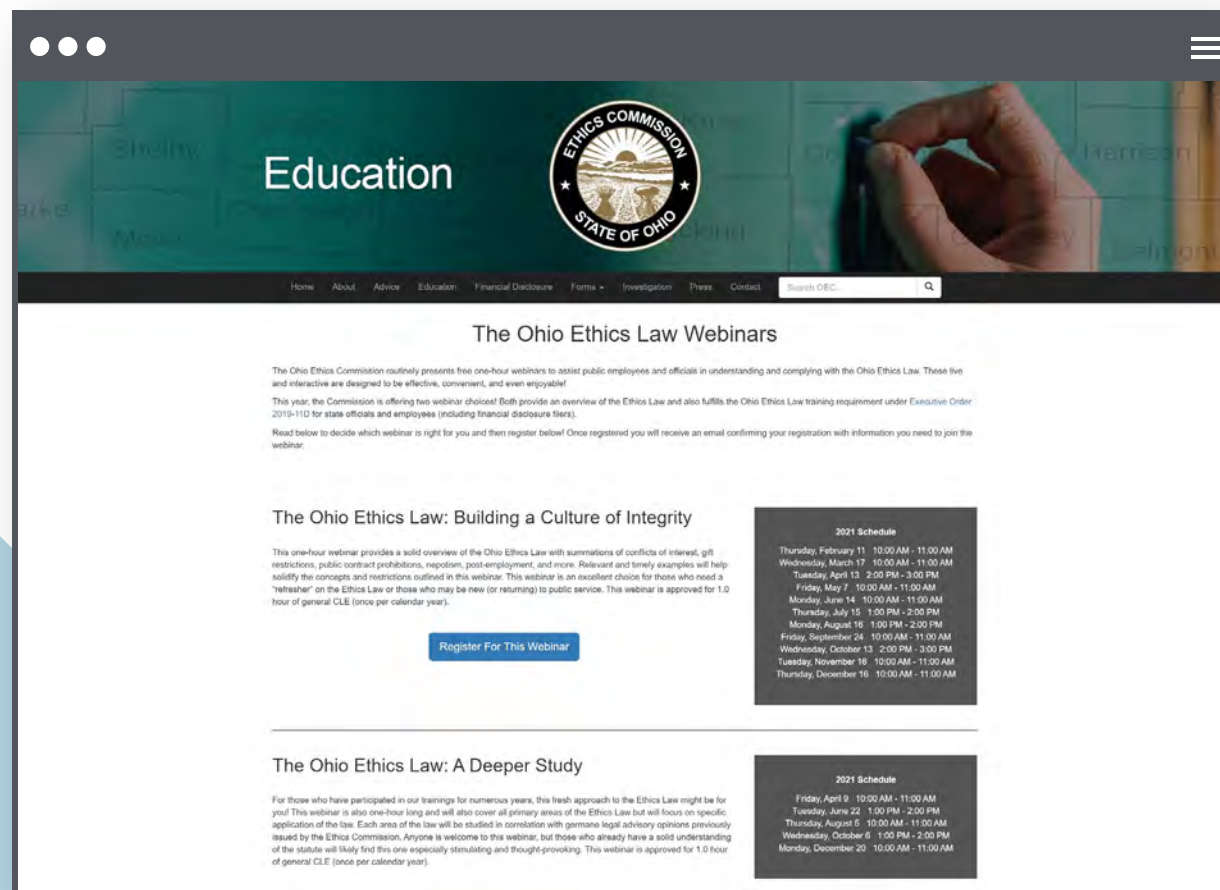 Education
ETHICS COMMISSION
STATE OF OHIO
Shelby
Harrison
Home About Advice Education Financial Disclosure Forms Investigation Press Contact Search OEC...
The Ohio Ethics Law Webinars
The Ohio Ethics Commission routinely presents free one-hour webinars to assist public employees and officials in understanding and complying with the Ohio Ethics Law. These live
and interactive are designed to be effective, convenient, and even enjoyable!
This year, the Commission is offering two webinar choices! Both provide an overview of the Ethics Law and also fulfills the Ohio Ethics Law training requirement under Executive Order
2019-11D for state officials and employees (including financial disclosure filers).
Read below to decide which webinar is right for you and then register below! Once registered you will receive an email confirming your registration with information you need to join the
webinar.
The Ohio Ethics Law: Building a Culture of Integrity
This one-hour webinar provides a solid overview of the Ohio Ethics Law with summations of conflicts of interest, gift
restrictions, public contract prohibitions, nepotism, post-employment, and more. Relevant and timely examples will help
solidify the concepts and restrictions outlined in this webinar. This webinar is an excellent choice for those who need a
"refresher" on the Ethics Law or those who may be new (or returning) to public service. This webinar is approved for 1.0
hour of general CLE (once per calendar year).
Register For This Webinar
2021 Schedule
Thursday, February 11 10:00 AM - 11:00 AM
Wednesday, March 17 10:00 AM - 11:00 AM
Tuesday, April 13 2:00 PM - 3:00 PM
Friday, May 7 10:00 AM - 11:00 AM
Monday, June 14 10:00 AM - 11:00 AM
Thursday, July 15 1:00 PM - 2:00 PM
Monday, August 16 1:00 PM - 2:00 PM
Friday, September 24 10:00 AM - 11:00 AM
Wednesday, October 13 2:00 PM - 3:00 PM
Tuesday, November 16 10:00 AM - 11:00 AM
Thursday, December 16 10:00 AM - 11:00 AM
The Ohio Ethics Law: A Deeper Study
For those who have participated in our trainings for numerous years, this fresh approach to the Ethics Law might be for
you! This webinar is also one-hour long and will also cover all primary areas of the Ethics Law but will focus on specific
application of the law. Each area of the law will be studied in correlation with germane legal advisory opinions previously
issued by the Ethics Commission. Anyone is welcome to this webinar, but those who already have a solid understanding
of the statute will likely find this one especially stimulating and thought-provoking. This webinar is approved for 1.0 hour
of general CLE (once per calendar year).
2021 Schedule
Friday, April 9 10:00 AM - 11:00 AM
Tuesday, June 22 1:00 PM - 2:00 PM
Thursday, August 5 10:00 AM - 11:00 AM
Wednesday, October 6 1:00 PM - 2:00 PM
Monday, December 20 10:00 AM - 11:00 AM